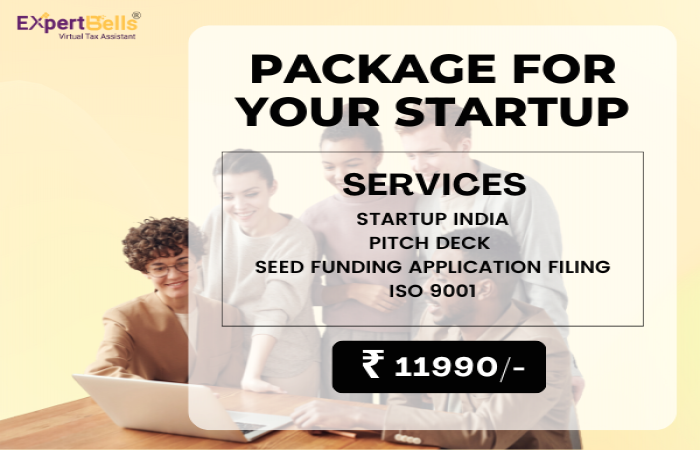 ExpertBells®
Virtual Tax Assistant
PACKAGE FOR
YOUR STARTUP
SERVICES
STARTUP INDIA
PITCH DECK
SEED FUNDING APPLICATION FILING
ISO 9001
₹ 11990/-